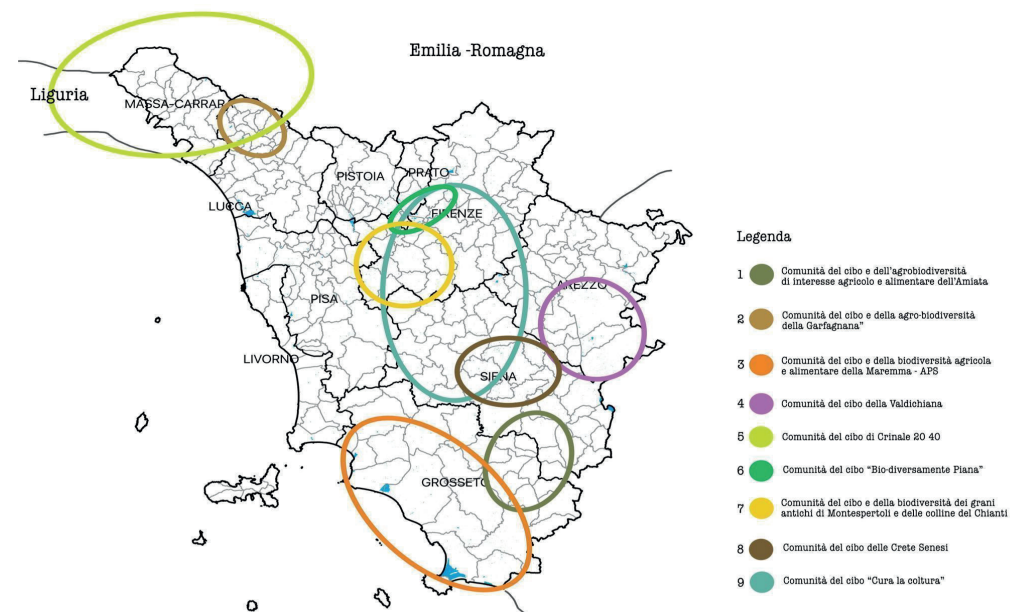 Emilia -Romagna
Liguria
MASSA-CARRARA
PISTOIA
PRATO
LUCCA
FIRENZE
AREZZO
PISA
LIVORNO
SIENA
GROSSETO
Legenda
1 Comunità del cibo e dell'agrobiodiversità
di interesse agricolo e alimentare dell'Amiata
2 Comunità del cibo e della agro-biodiversità
della Garfagnana"
3 Comunità del cibo e della biodiversità agricola
e alimentare della Maremma - APS
4 Comunità del cibo della Valdichiana
5 Comunità del cibo di Crinale 20 40
6 Comunità del cibo "Bio-diversamente Piana"
7 Comunità del cibo e della biodiversità dei grani
antichi di Montespertoli e delle colline del Chianti
8 Comunità del cibo delle Crete Senesi
9 Comunità del cibo "Cura la coltura"